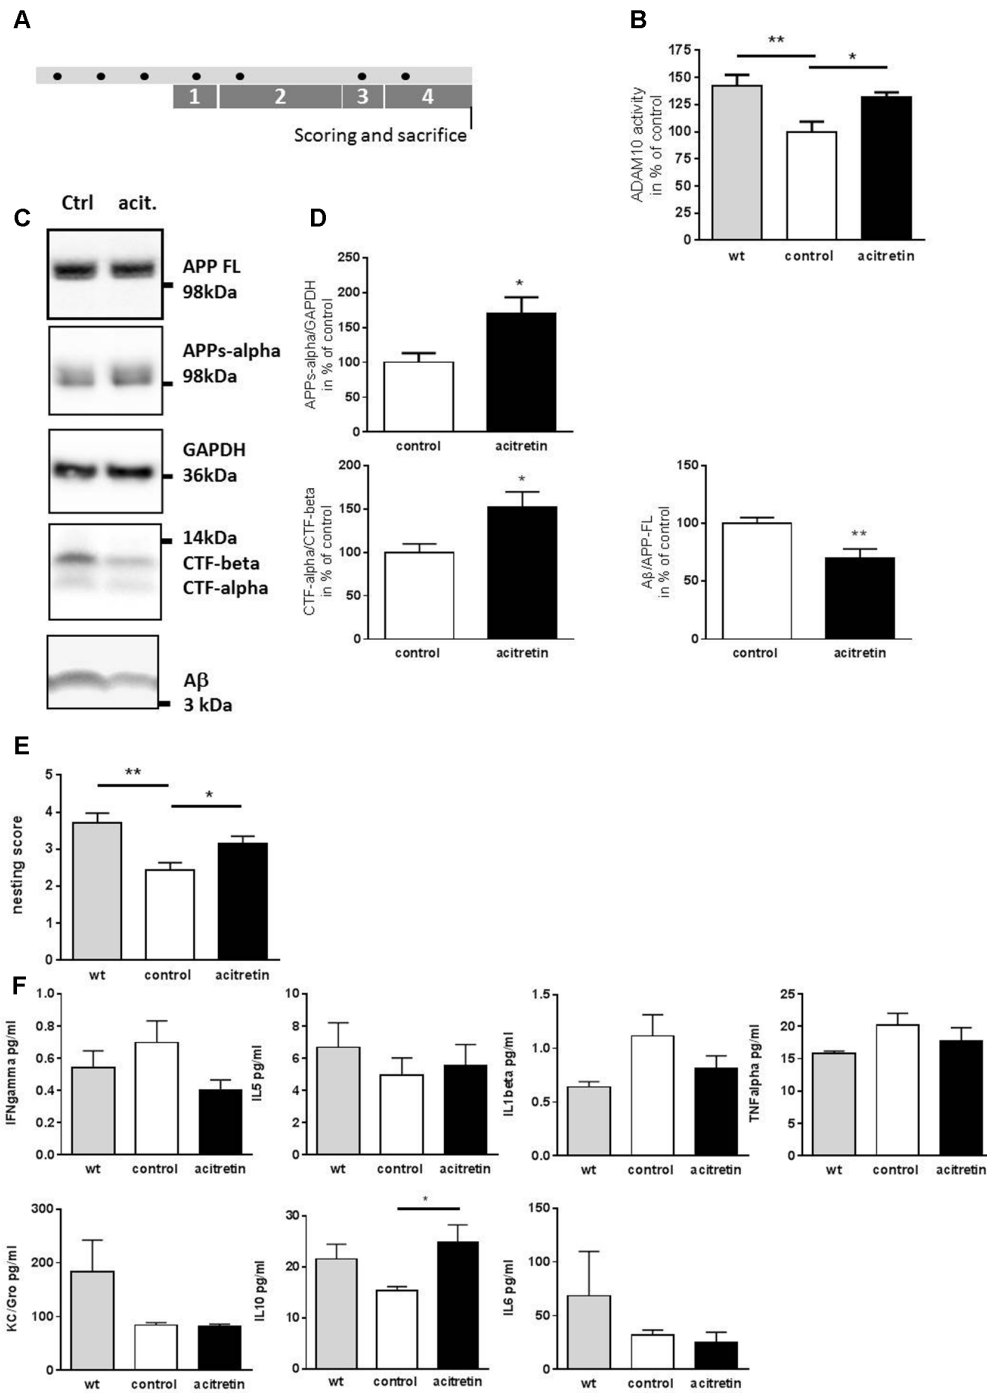 A
1 2 3 4
Scoring and sacrifice
B
** *
ADAM10 activity
in % of control
175
150
125
100
75
50
25
0
wt control acitretin
C
Ctrl acit.
APP FL
98kDa
APPs-alpha
98kDa
GAPDH
36kDa
14kDa
CTF-beta
CTF-alpha
Aβ
3 kDa
D
APPs-alpha/GAPDH
in % of control
250
200
150
100
50
0
*
control acitretin
CTF-alpha/CTF-beta
in % of control
200
150
100
50
0
*
control acitretin
Aβ/APP-FL
in % of control
150
100
50
0
**
control acitretin
E
nesting score
5
4
3
2
1
0
** *
wt control acitretin
F
IFNgamma pg/ml
1.0
0.8
0.6
0.4
0.2
0.0
wt control acitretin
IL5 pg/ml
10
8
6
4
2
0
wt control acitretin
IL1beta pg/ml
1.5
1.0
0.5
0.0
wt control acitretin
TNFalpha pg/ml
25
20
15
10
5
0
wt control acitretin
KC/Gro pg/ml
300
200
100
0
wt control acitretin
IL10 pg/ml
30
20
10
0
*
wt control acitretin
IL6 pg/ml
150
100
50
0
wt control acitretin